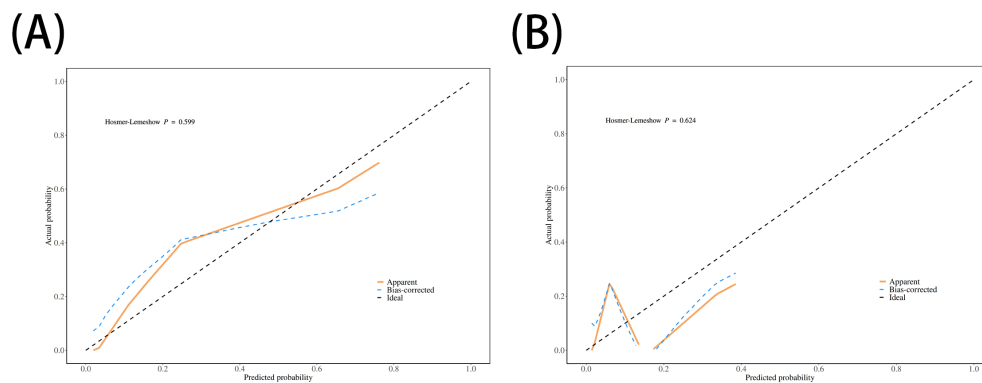 (A)
Hosmer-Lemeshow P = 0.599
Actual probability
1.0
0.8
0.6
0.4
0.2
0.0
Apparent
Bias-corrected
Ideal
0.0 0.2 0.4 0.6 0.8 1.0
Predicted probability
(B)
Hosmer-Lemeshow P = 0.624
Actual probability
1.0
0.8
0.6
0.4
0.2
0.0
Apparent
Bias-corrected
Ideal
0.0 0.2 0.4 0.6 0.8 1.0
Predicted probability